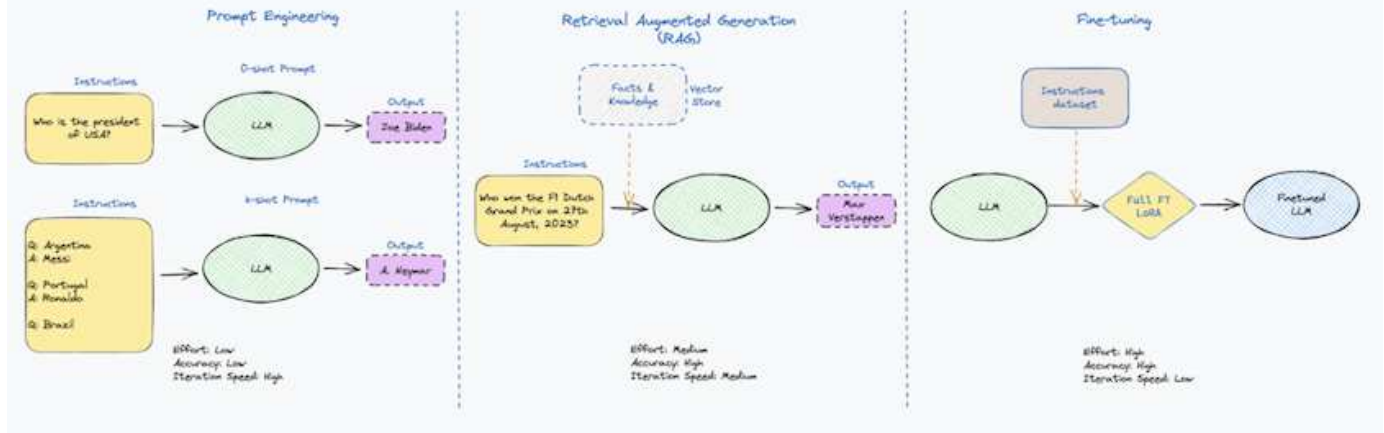 Prompt Engineering
0-shot Prompt
Instructions
Who is the president
of USA?
LLM
Output
Joe Biden
k-shot Prompt
Instructions
Q: Argentina
A: Messi
Q: Portugal
A: Ronaldo
Q: Brazil
LLM
Output
A. Neymar
Effort: Low
Accuracy: Low
Iteration Speed: High
Retrieval Augmented Generation
(RAG)
Facts &
Knowledge
Vector
Store
Instructions
Who won the F1 Dutch
Grand Prix on 27th
August, 2023?
LLM
Output
Max
Verstappen
Effort: Medium
Accuracy: High
Iteration Speed: Medium
Fine-tuning
Instructions
dataset
LLM
Full FT
LoRA
Finetuned
LLM
Effort: High
Accuracy: High
Iteration Speed: Low